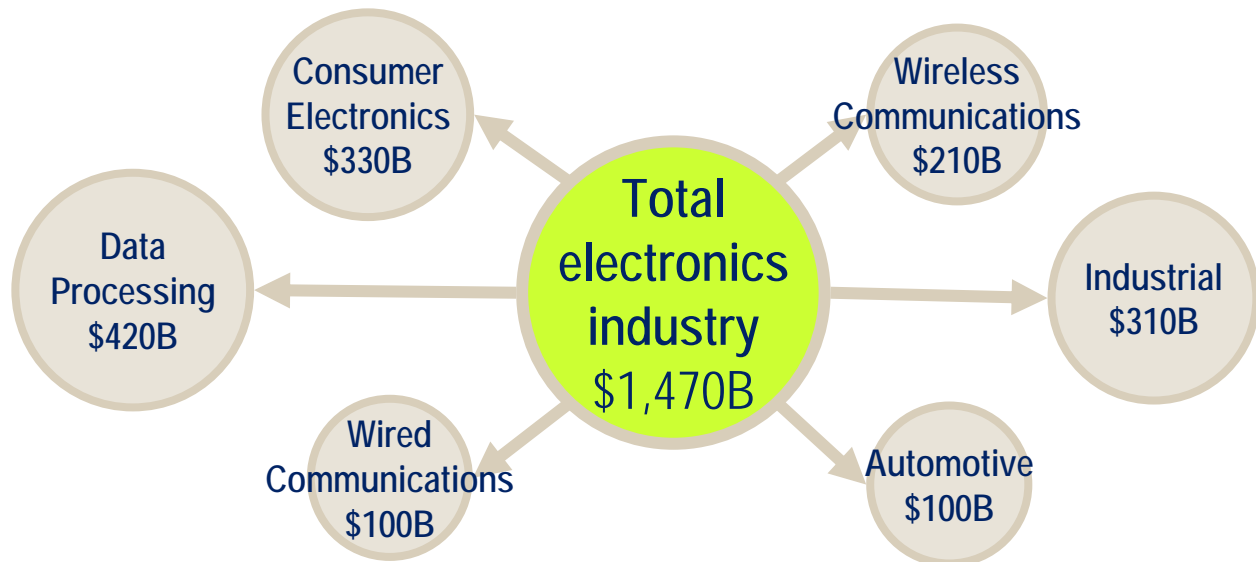 Consumer
Electronics
$330B
Wireless
Communications
$210B
Total
electronics
industry
$1,470B
Data
Processing
$420B
Industrial
$310B
Wired
Communications
$100B
Automotive
$100B